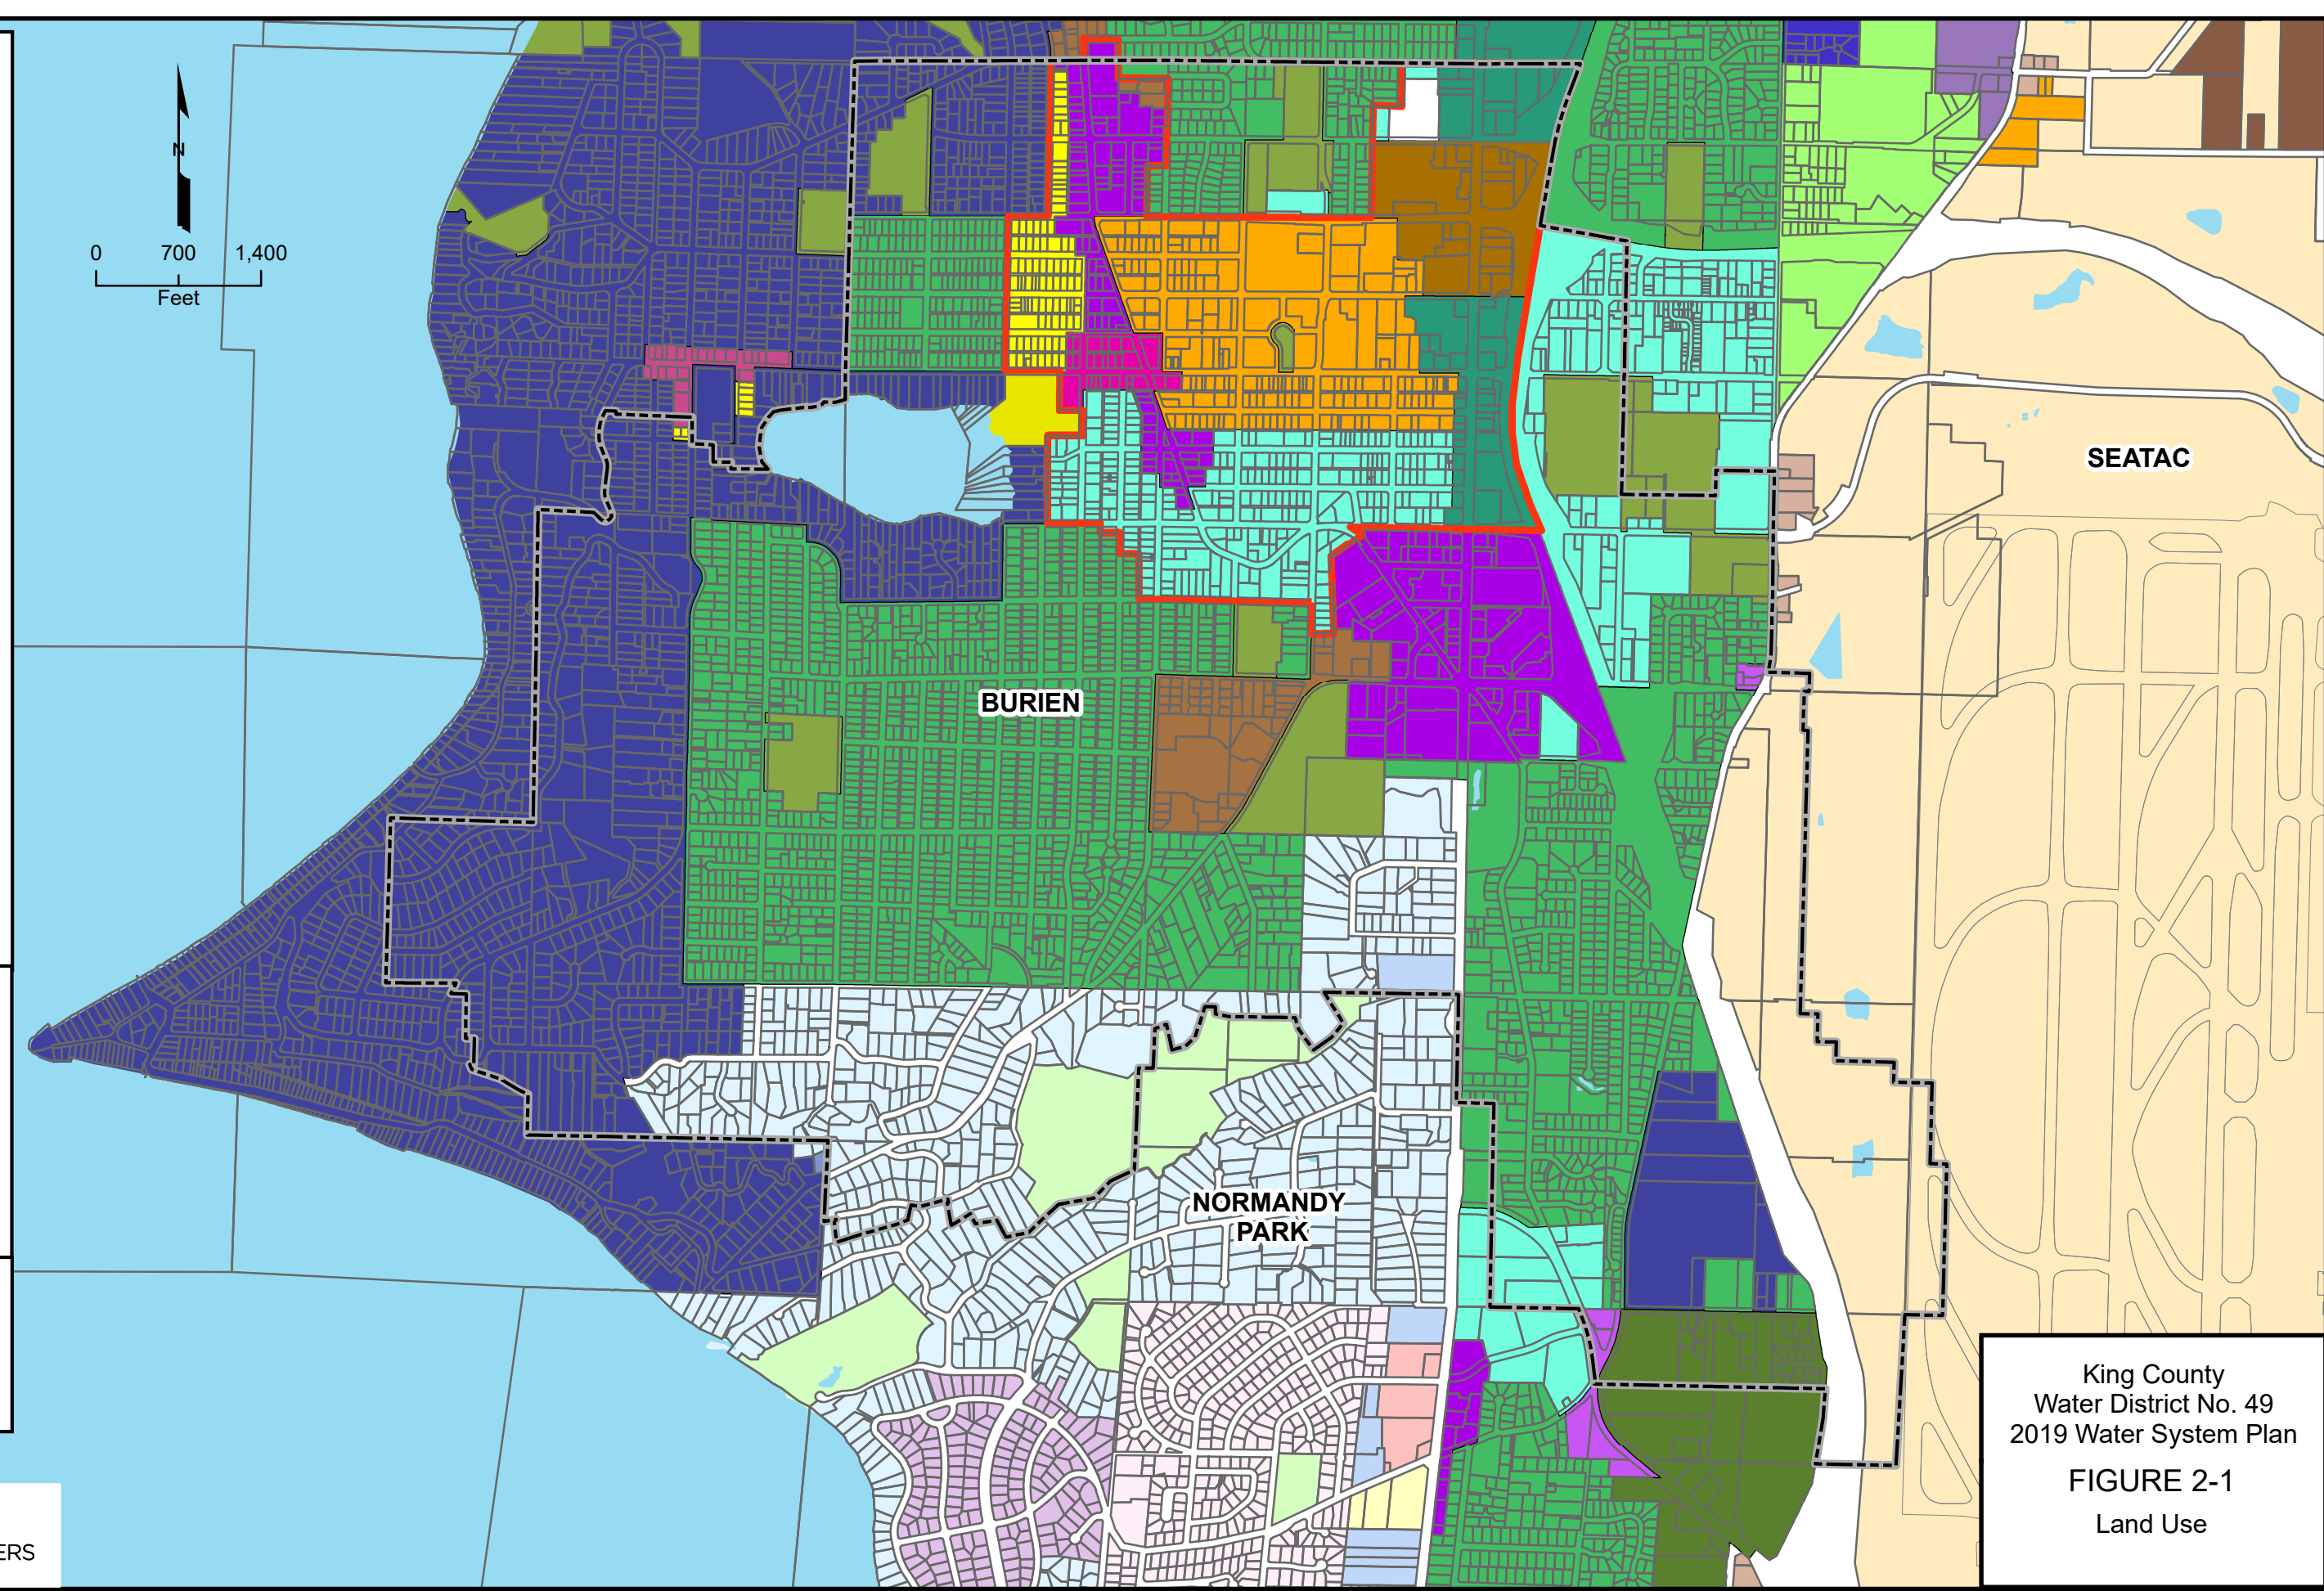 N
0 700 1,400
Feet
SEATAC
BURIEN
NORMANDY
PARK
King County
Water District No. 49
2019 Water System Plan
FIGURE 2-1
Land Use
ERS